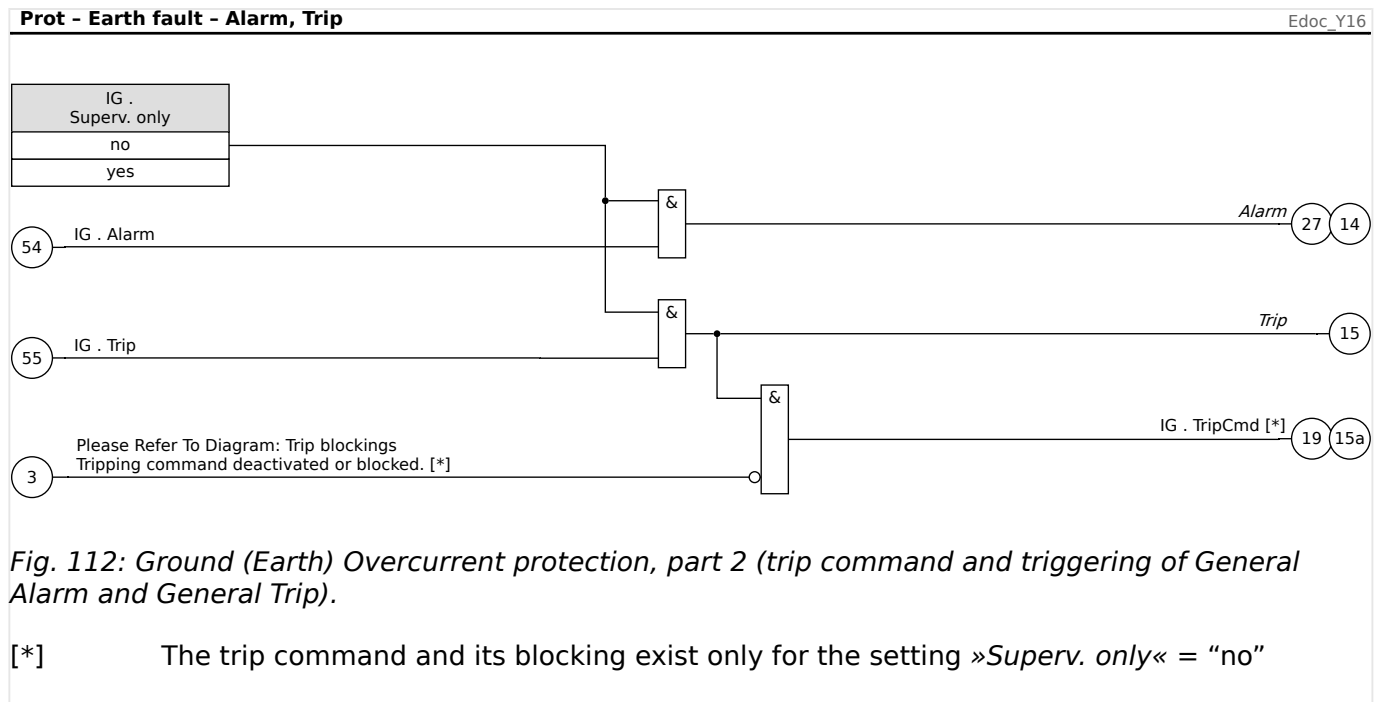 Prot – Earth fault – Alarm, Trip
Edoc_Y16
IG .
Superv. only
no
yes
&
Alarm
27
14
54
IG . Alarm
&
Trip
15
55
IG . Trip
&
IG . TripCmd [*]
19
15a
Please Refer To Diagram: Trip blockings
Tripping command deactivated or blocked. [*]
3
Fig. 112: Ground (Earth) Overcurrent protection, part 2 (trip command and triggering of General
Alarm and General Trip).
[*] The trip command and its blocking exist only for the setting »Superv. only« = “no”